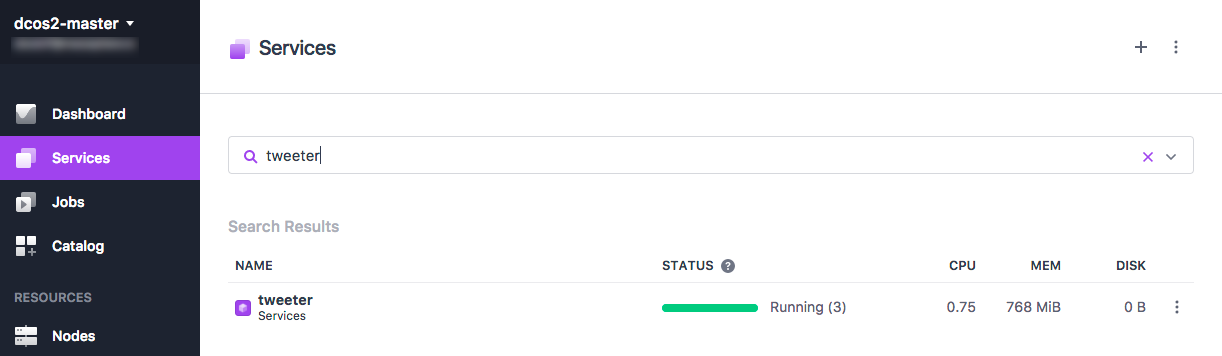 dcos2-master
Services
Dashboard
Services
Jobs
Catalog
RESOURCES
Nodes
tweeter
Search Results
NAME STATUS ? CPU MEM DISK
tweeter Running (3) 0.75 768 MiB 0 B
Services